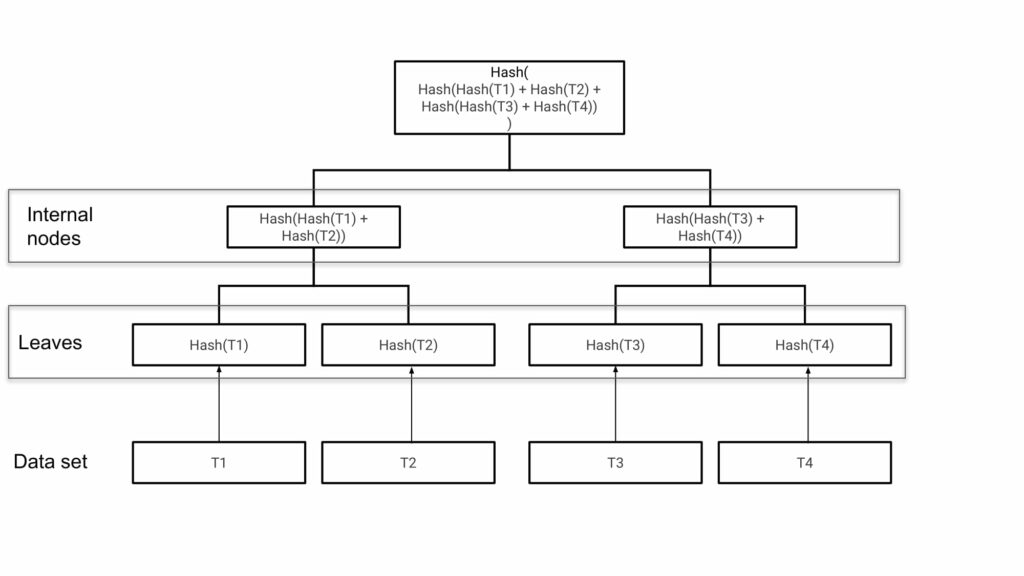 Hash(
Hash(Hash(T1) + Hash(T2) +
Hash(Hash(T3) + Hash(T4))
)
Internal
nodes
Hash(Hash(T1) +
Hash(T2))
Hash(Hash(T3) +
Hash(T4))
Leaves
Hash(T1)
Hash(T2)
Hash(T3)
Hash(T4)
Data set
T1
T2
T3
T4